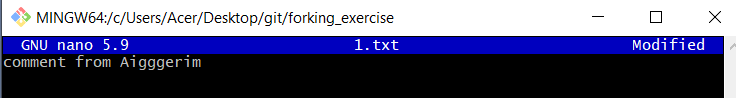 MINGW64:/c/Users/Acer/Desktop/git/forking_exercise
GNU nano 5.9 1.txt Modified
comment from Aigggerim